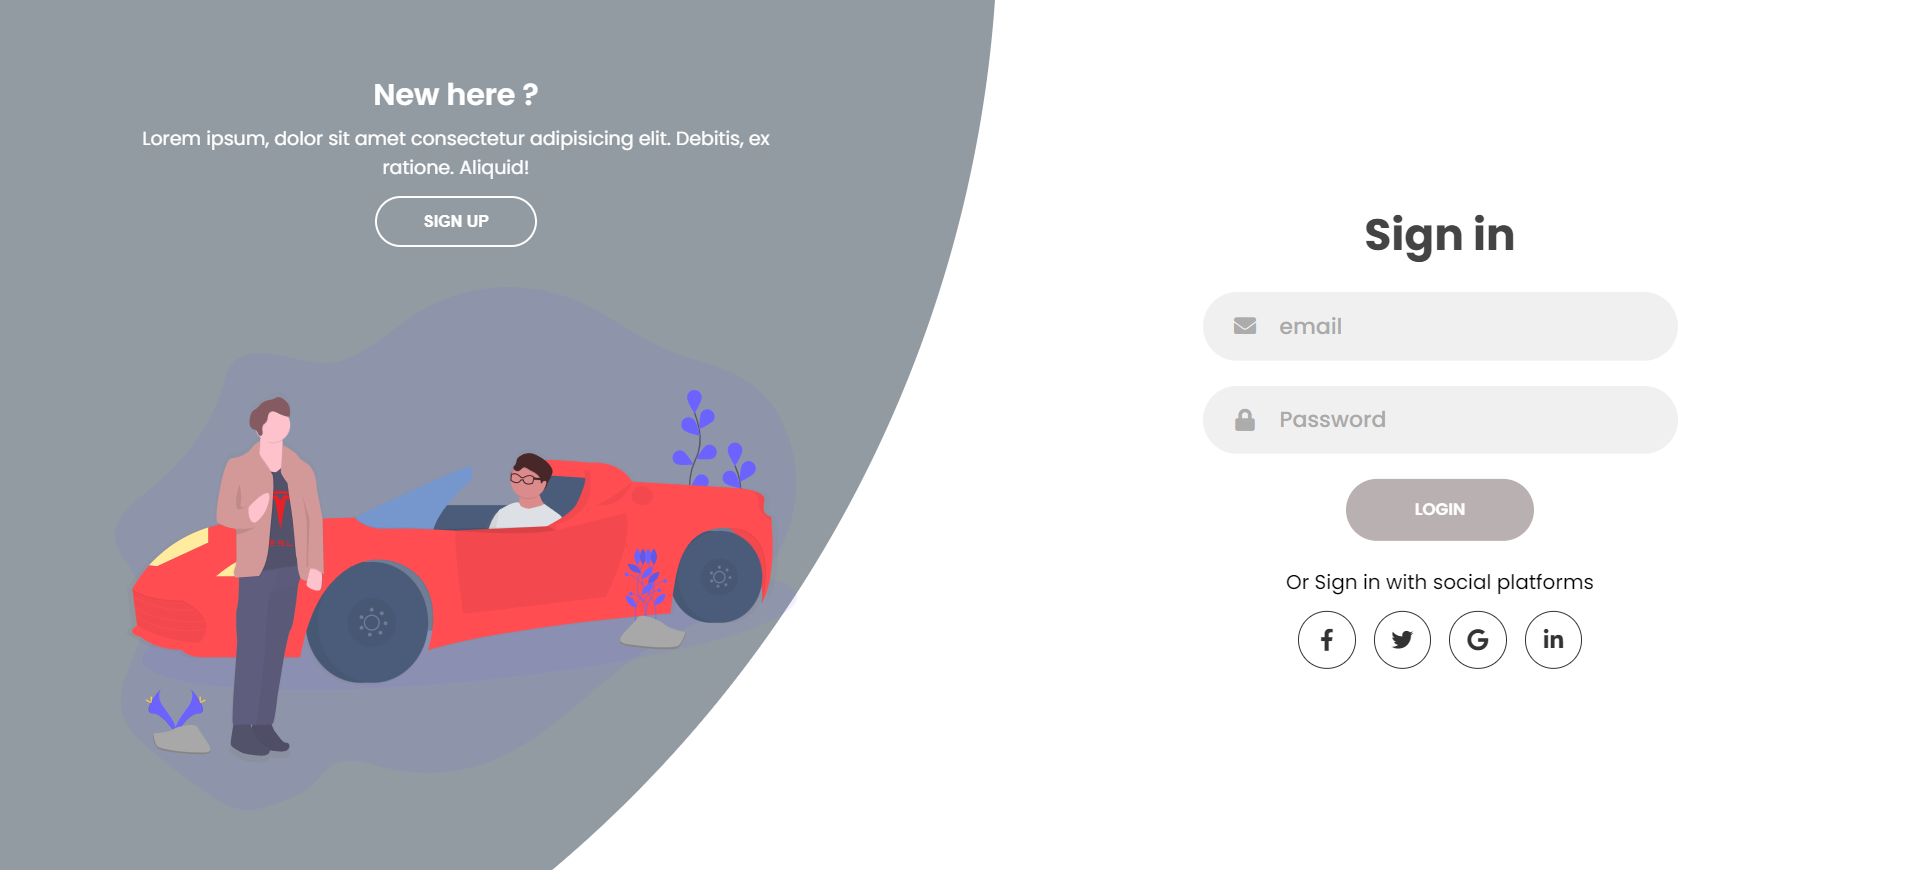 New here ?
Lorem ipsum, dolor sit amet consectetur adipisicing elit. Debitis, ex
ratione. Aliquid!
SIGN UP
Sign in
email
Password
LOGIN
Or Sign in with social platforms